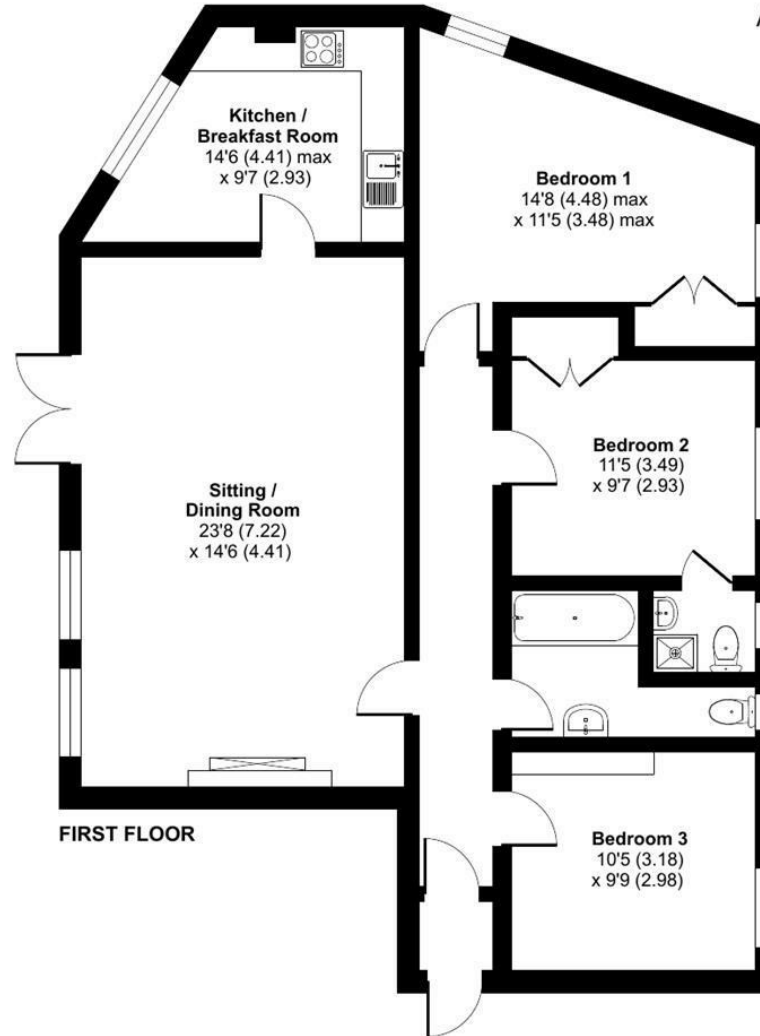 Kitchen /
Breakfast Room
14'6 (4.41) max
x 9'7 (2.93)
Bedroom 1
14'8 (4.48) max
x 11'5 (3.48) max
Bedroom 2
11'5 (3.49)
x 9'7 (2.93)
Sitting /
Dining Room
23'8 (7.22)
x 14'6 (4.41)
FIRST FLOOR
Bedroom 3
10'5 (3.18)
x 9'9 (2.98)